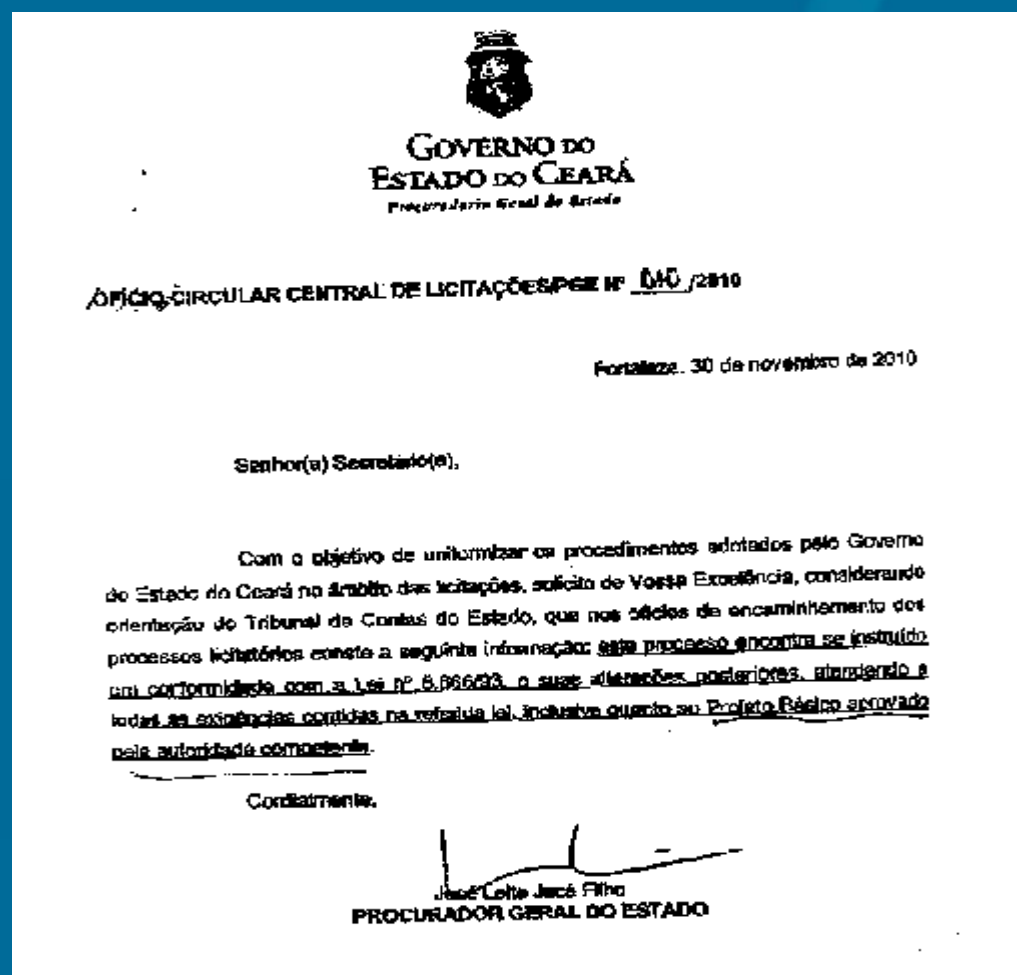 GOVERNO DO
ESTADO DO CEARÁ
Procuradoria Geral do Estado
OFÍCIO CIRCULAR CENTRAL DE LICITAÇÕES/PGE Nº /2010
Fortaleza, 30 de novembro de 2010
Senhor(a) Secretário(a),
Com o objetivo de uniformizar os procedimentos adotados pelo Governo
do Estado do Ceará no âmbito das licitações, solicito de Vossa Excelência, considerando
orientação do Tribunal de Contas do Estado, que nos ofícios de encaminhamento dos
processos licitatórios conste a seguinte informação: este processo encontra se instruído
em conformidade com a Lei nº 8.666/93, e suas alterações posteriores, atendendo a
todas as exigências contidas na referida lei, inclusive quanto ao Projeto Básico aprovado
pela autoridade competente.
Cordialmente,
José Leite Jucá Filho
PROCURADOR GERAL DO ESTADO